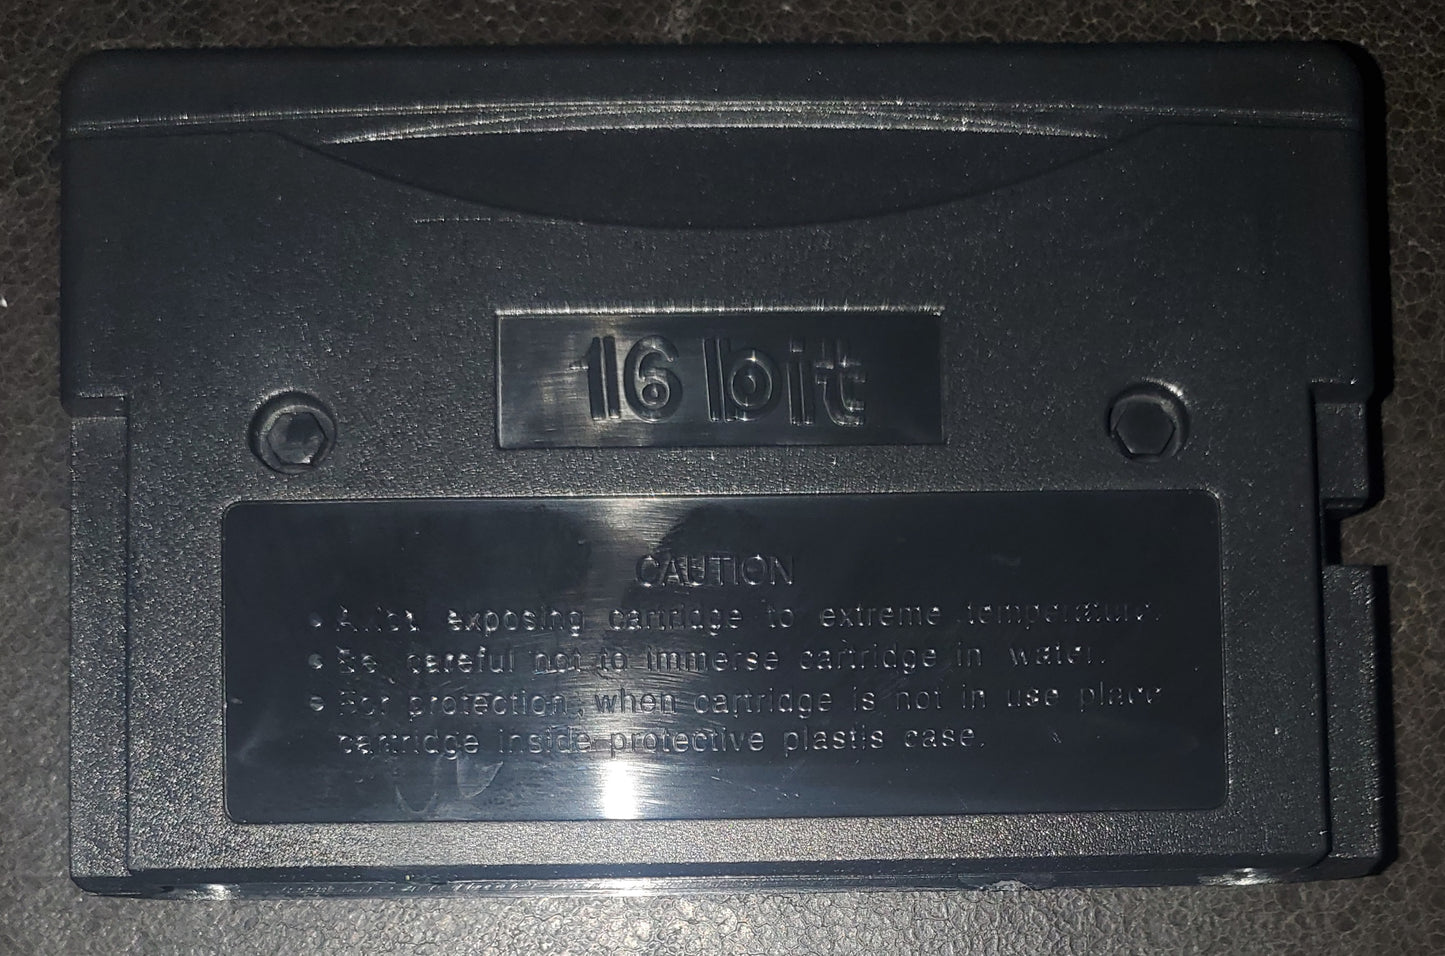 16 bit
CAUTION
• Avoid exposing cartridge to extreme temperature.
• Be careful not to immerse cartridge in water.
• For protection, when cartridge is not in use place
cartridge inside protective plastis case.